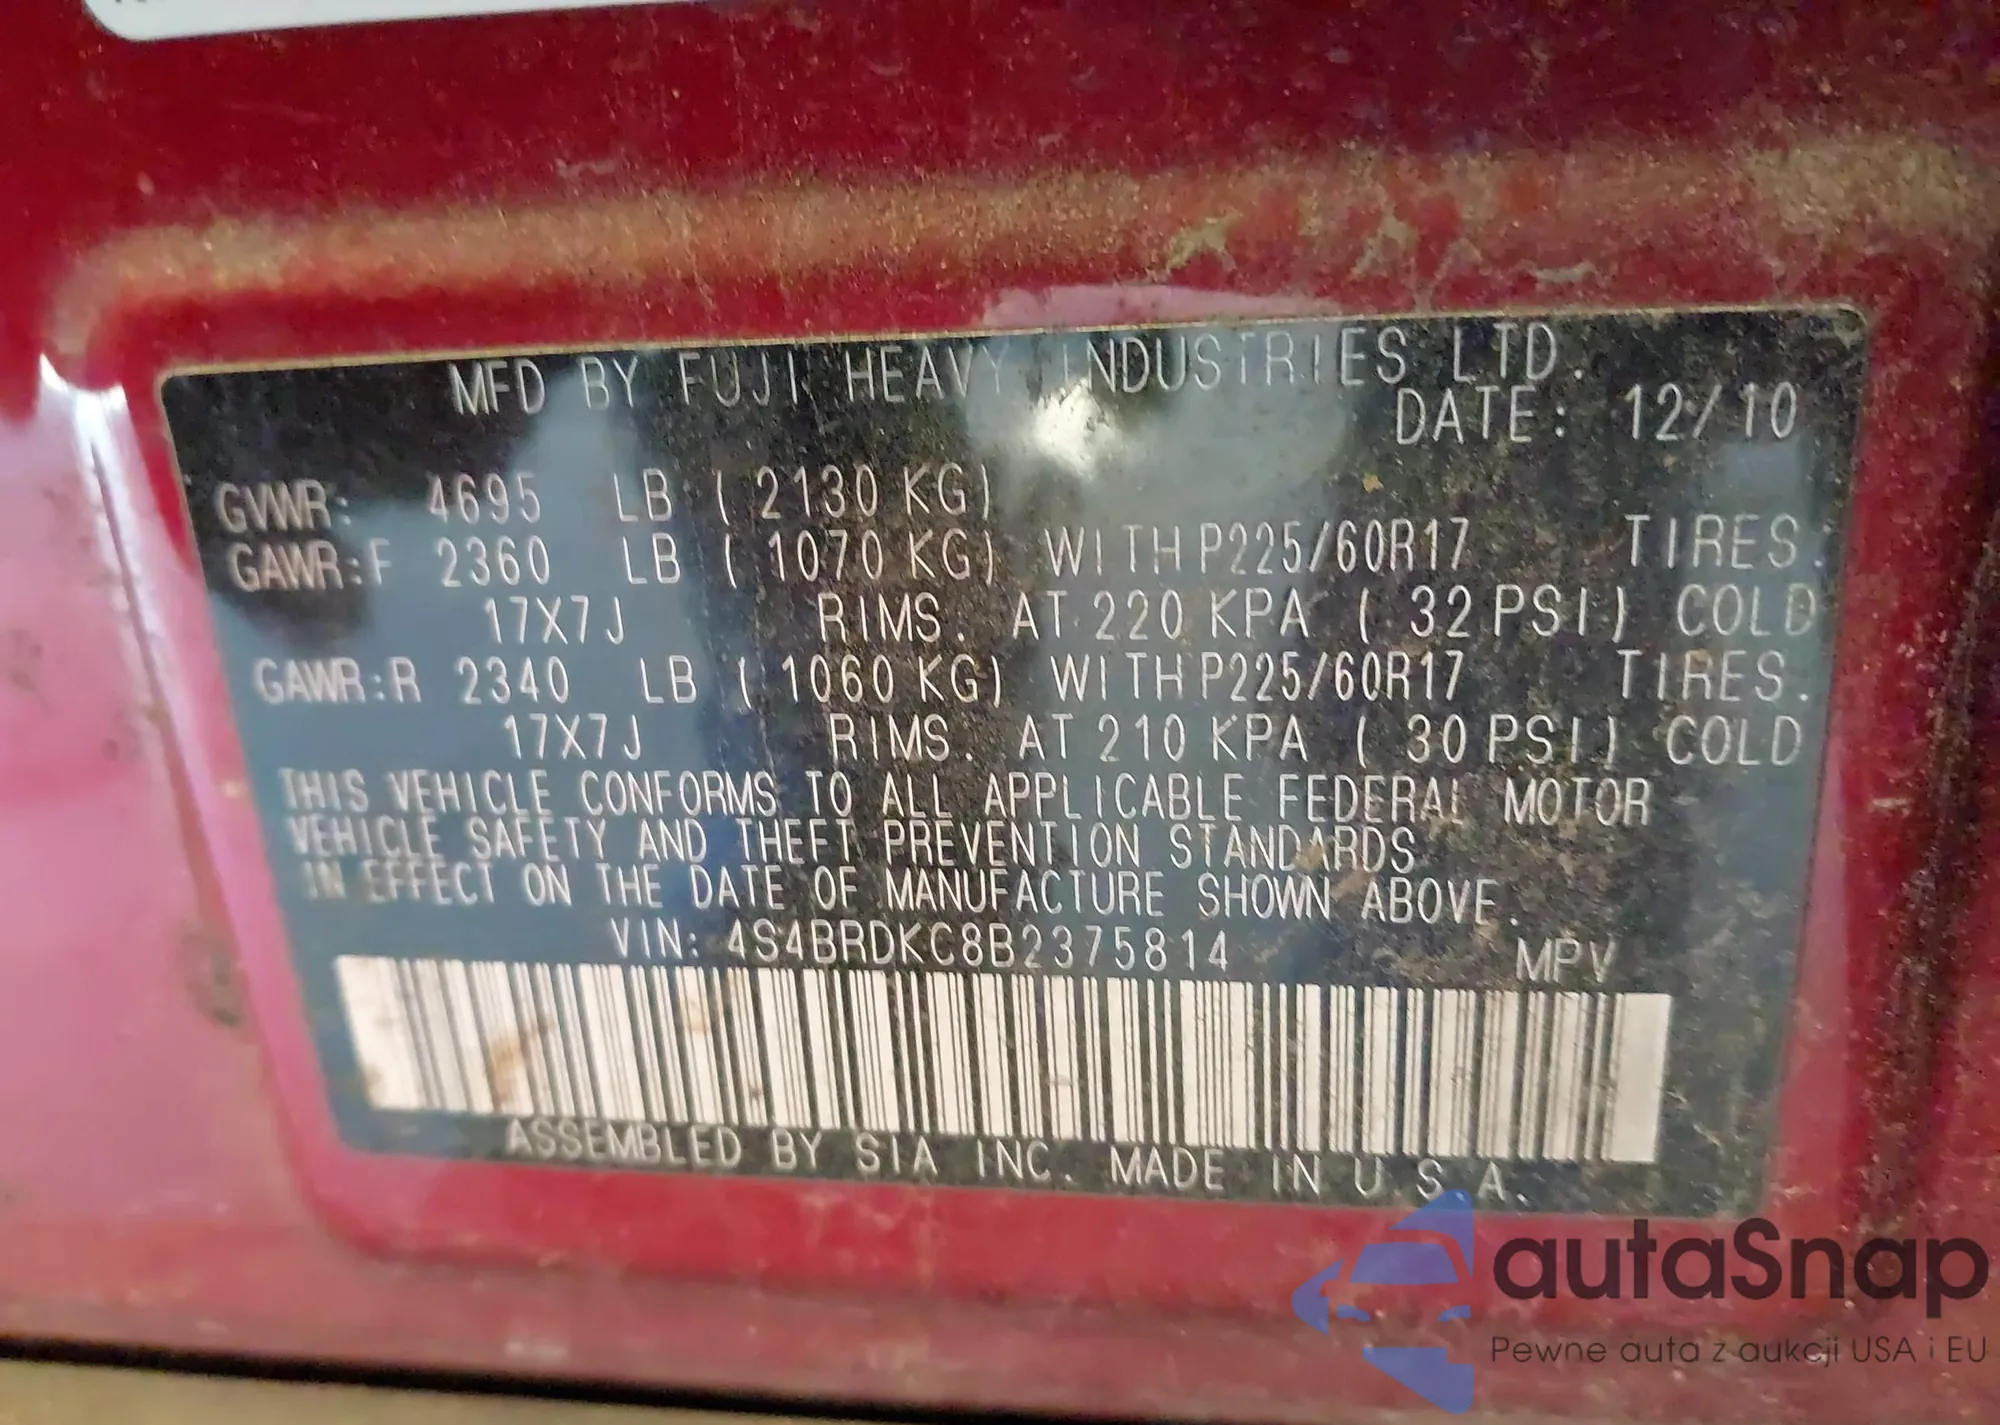 MFD BY FUJI HEAVY INDUSTRIES LTD.
DATE: 12/10
GVWR: 4695 LB ( 2130 KG)
GAWR:F 2360 LB ( 1070 KG) WITH P225/60R17 TIRES.
17X7J RIMS. AT 220 KPA ( 32 PSI) COLD
GAWR:R 2340 LB ( 1060 KG) WITH P225/60R17 TIRES.
17X7J RIMS. AT 210 KPA ( 30 PSI) COLD
THIS VEHICLE CONFORMS TO ALL APPLICABLE FEDERAL MOTOR
VEHICLE SAFETY AND THEFT PREVENTION STANDARDS
IN EFFECT ON THE DATE OF MANUFACTURE SHOWN ABOVE.
VIN: 4S4BRDKC8B2375814 MPV
ASSEMBLED BY SIA INC. MADE IN U.S.A.
autaSnap
Pewne auta z aukcji USA i EU